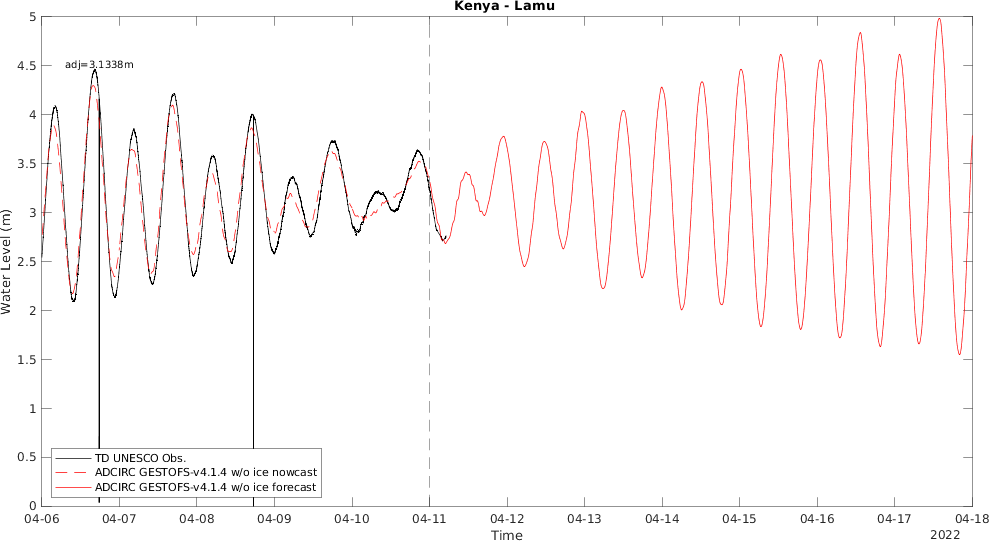 Kenya - Lamu
adj=3.1338m
Water Level (m)
5
4.5
4
3.5
3
2.5
2
1.5
1
0.5
0
TD UNESCO Obs.
ADCIRC GESTOFS-v4.1.4 w/o ice nowcast
ADCIRC GESTOFS-v4.1.4 w/o ice forecast
04-06 04-07 04-08 04-09 04-10 04-11 04-12 04-13 04-14 04-15 04-16 04-17 04-18
Time
2022